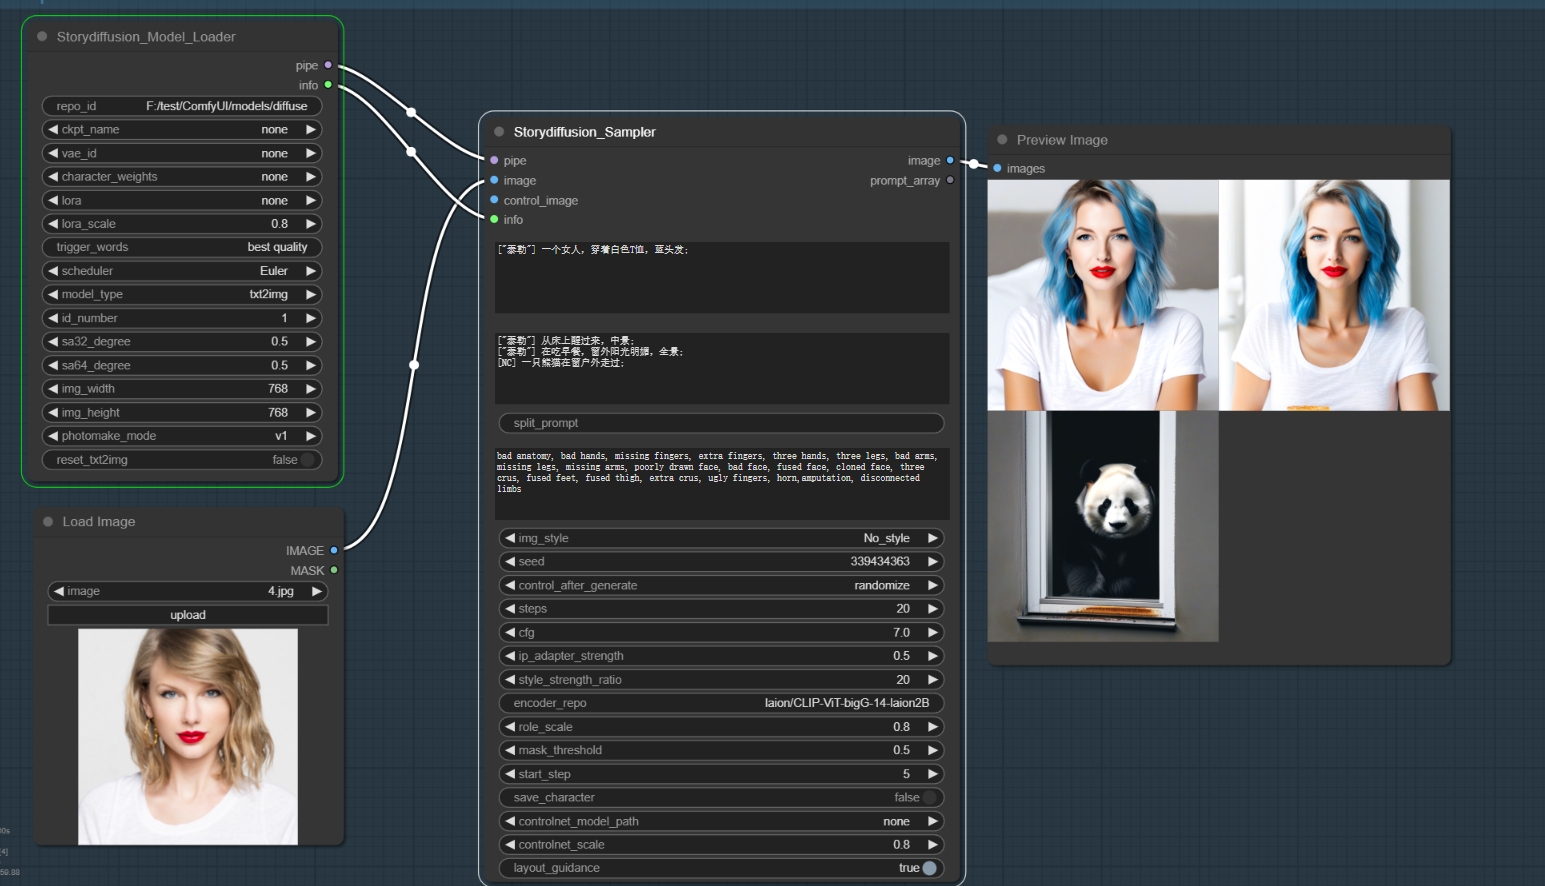 Storydiffusion_Model_Loader
pipe
info
repo_id F:/test/ComfyUI/models/diffuse
ckpt_name none
vae_id none
character_weights none
lora none
lora_scale 0.8
trigger_words best quality
scheduler Euler
model_type txt2img
id_number 1
sa32_degree 0.5
sa64_degree 0.5
img_width 768
img_height 768
photomake_mode v1
reset_txt2img false
Load Image
IMAGE
MASK
image 4.jpg
upload
Storydiffusion_Sampler
pipe image
image prompt_array
control_image
info
["泰勒"] 一个女人，穿着白色T恤，蓝头发;
["泰勒"] 从床上醒过来，中景;
["泰勒"] 在吃早餐，窗外阳光明媚，全景;
[NC] 一只熊猫在窗户外走过;
split_prompt
bad anatomy, bad hands, missing fingers, extra fingers, three hands, three legs, bad arms,
missing legs, missing arms, poorly drawn face, bad face, fused face, cloned face, three
crus, fused feet, fused thigh, extra crus, ugly fingers, horn,amputation, disconnected
limbs
img_style No_style
seed 339434363
control_after_generate randomize
steps 20
cfg 7.0
ip_adapter_strength 0.5
style_strength_ratio 20
encoder_repo laion/CLIP-ViT-bigG-14-laion2B
role_scale 0.8
mask_threshold 0.5
start_step 5
save_character false
controlnet_model_path none
controlnet_scale 0.8
layout_guidance true
Preview Image
images